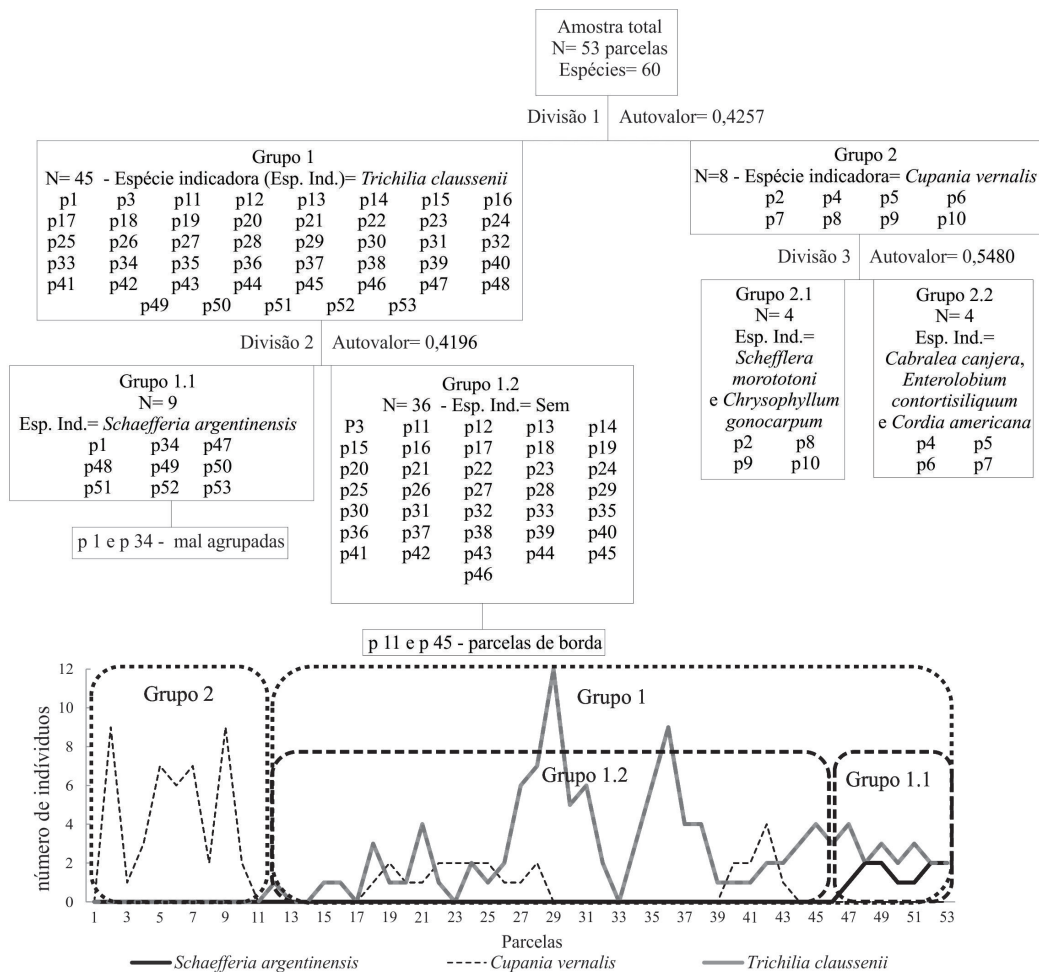 Amostra total
N= 53 parcelas
Espécies= 60
Divisão 1 Autovalor= 0,4257
Grupo 1
N= 45 - Espécie indicadora (Esp. Ind.)= Trichilia claussenii
p1 p3 p11 p12 p13 p14 p15 p16
p17 p18 p19 p20 p21 p22 p23 p24
p25 p26 p27 p28 p29 p30 p31 p32
p33 p34 p35 p36 p37 p38 p39 p40
p41 p42 p43 p44 p45 p46 p47 p48
p49 p50 p51 p52 p53
Grupo 2
N=8 - Espécie indicadora= Cupania vernalis
p2 p4 p5 p6
p7 p8 p9 p10
Divisão 2 Autovalor= 0,4196
Divisão 3 Autovalor= 0,5480
Grupo 1.1
N= 9
Esp. Ind.= Schaefferia argentinensis
p1 p34 p47
p48 p49 p50
p51 p52 p53
p 1 e p 34 - mal agrupadas
Grupo 1.2
N= 36 - Esp. Ind.= Sem
P3 p11 p12 p13 p14
p15 p16 p17 p18 p19
p20 p21 p22 p23 p24
p25 p26 p27 p28 p29
p30 p31 p32 p33 p35
p36 p37 p38 p39 p40
p41 p42 p43 p44 p45
p46
p 11 e p 45 - parcelas de borda
Grupo 2.1
N= 4
Esp. Ind.=
Schefflera
morototoni
e Chrysophyllum
gonocarpum
p2 p8
p9 p10
Grupo 2.2
N= 4
Esp. Ind.=
Cabralea canjera,
Enterolobium
contortisiliquum
e Cordia americana
p4 p5
p6 p7
número de indivíduos
12
10
8
6
4
2
0
Grupo 2
Grupo 1
Grupo 1.2
Grupo 1.1
1 3 5 7 9 11 13 15 17 19 21 23 25 27 29 31 33 35 37 39 41 43 45 47 49 51 53
Parcelas
Schaefferia argentinensis Cupania vernalis Trichilia claussenii